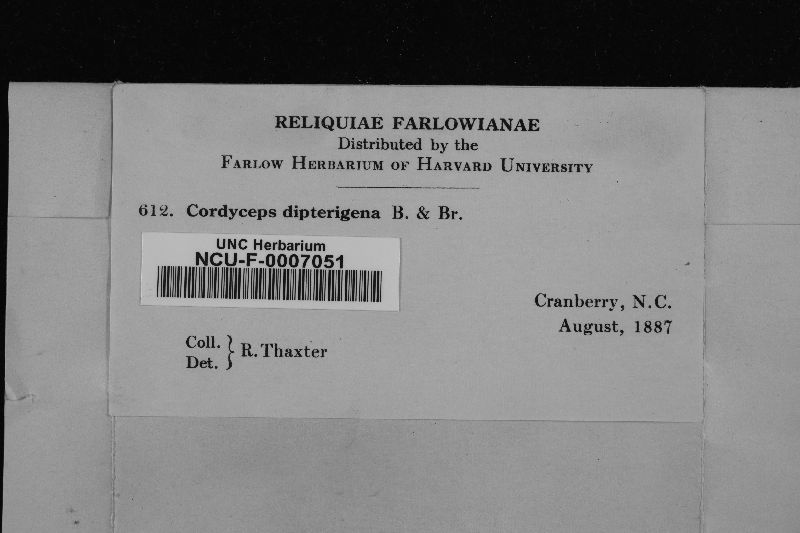 RELIQUIAE FARLOWIANAE
Distributed by the
FARLOW HERBARIUM OF HARVARD UNIVERSITY
612. Cordyceps dipterigena B. & Br.
UNC Herbarium
NCU-F-0007051
Cranberry, N.C.
August, 1887
Coll.
Det. } R. Thaxter